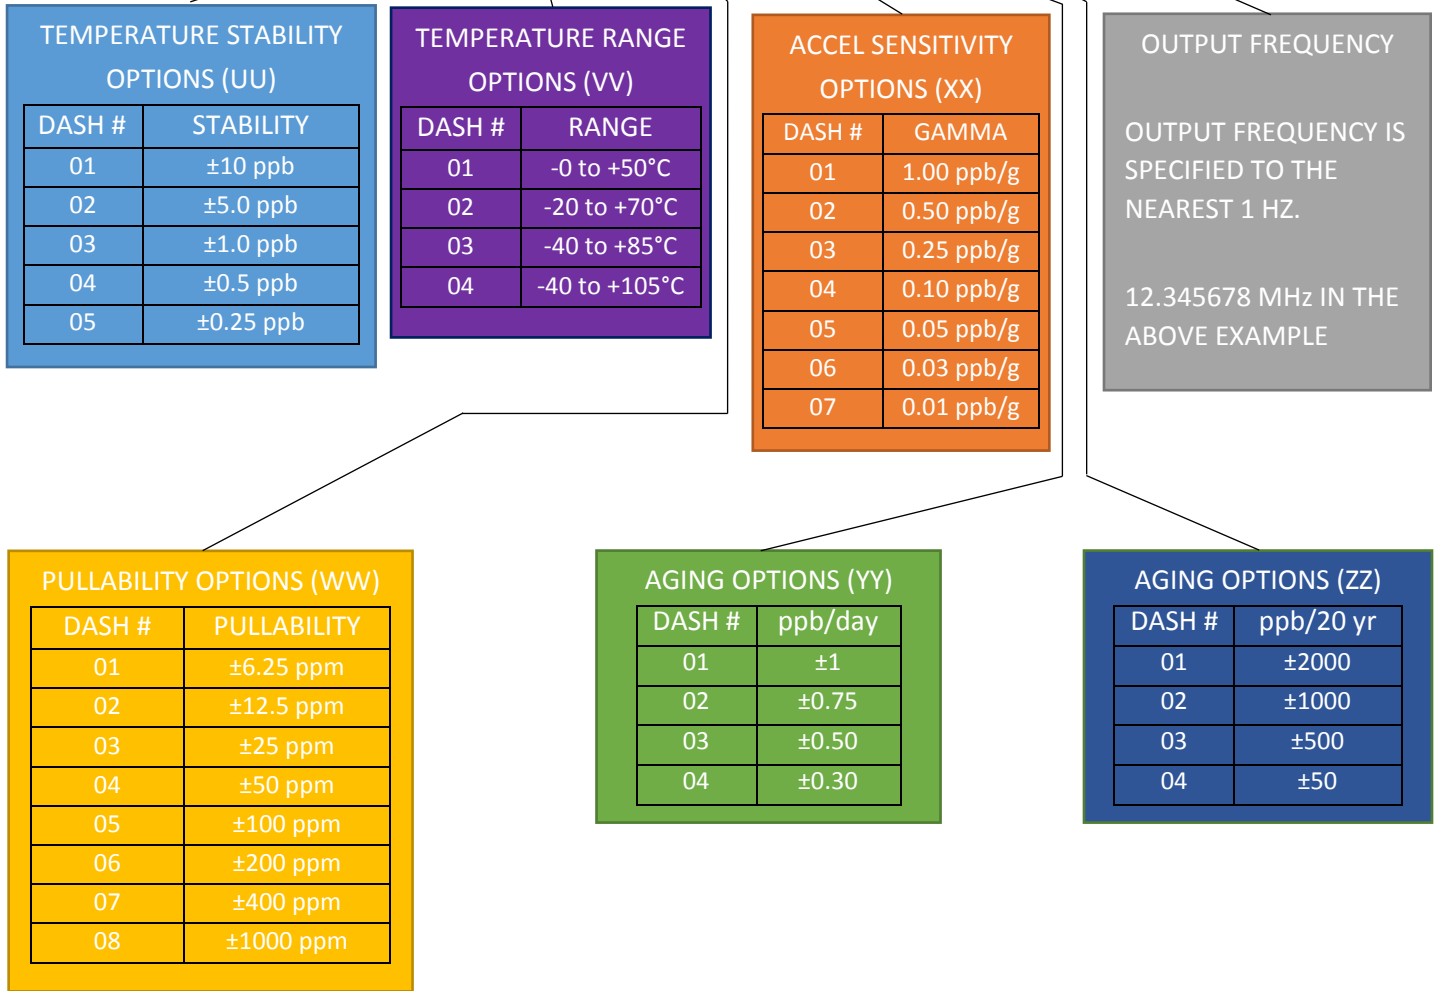 TEMPERATURE STABILITY
OPTIONS (UU)
DASH # STABILITY
01 ±10 ppb
02 ±5.0 ppb
03 ±1.0 ppb
04 ±0.5 ppb
05 ±0.25 ppb
TEMPERATURE RANGE
OPTIONS (VV)
DASH # RANGE
01 -0 to +50°C
02 -20 to +70°C
03 -40 to +85°C
04 -40 to +105°C
ACCEL SENSITIVITY
OPTIONS (XX)
DASH # GAMMA
01 1.00 ppb/g
02 0.50 ppb/g
03 0.25 ppb/g
04 0.10 ppb/g
05 0.05 ppb/g
06 0.03 ppb/g
07 0.01 ppb/g
OUTPUT FREQUENCY
OUTPUT FREQUENCY IS
SPECIFIED TO THE
NEAREST 1 HZ.
12.345678 MHz IN THE
ABOVE EXAMPLE
PULLABILITY OPTIONS (WW)
DASH # PULLABILITY
01 ±6.25 ppm
02 ±12.5 ppm
03 ±25 ppm
04 ±50 ppm
05 ±100 ppm
06 ±200 ppm
07 ±400 ppm
08 ±1000 ppm
AGING OPTIONS (YY)
DASH # ppb/day
01 ±1
02 ±0.75
03 ±0.50
04 ±0.30
AGING OPTIONS (ZZ)
DASH # ppb/20 yr
01 ±2000
02 ±1000
03 ±500
04 ±50